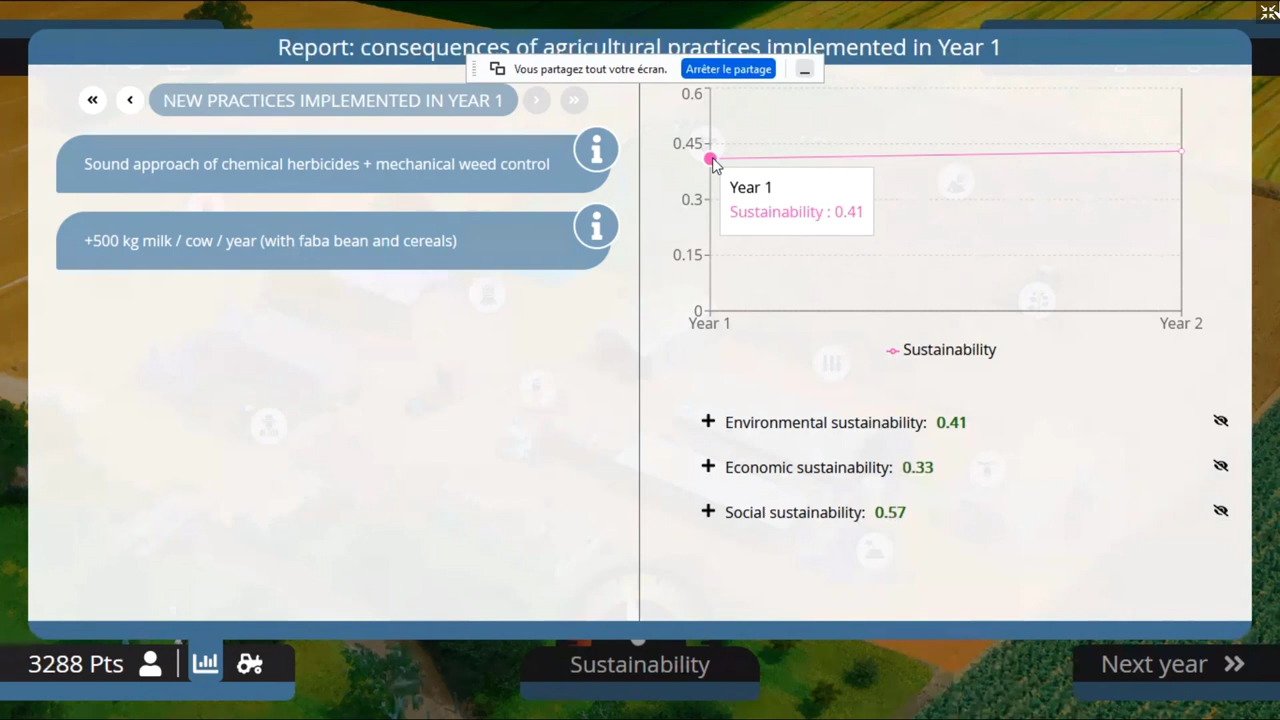 Report: consequences of agricultural practices implemented in Year 1
Vous partagez tout votre écran. Arrêter le partage
« ‹ NEW PRACTICES IMPLEMENTED IN YEAR 1 › »
Sound approach of chemical herbicides + mechanical weed control
+500 kg milk / cow / year (with faba bean and cereals)
0.6
0.45
0.3
0.15
0
Year 1
Sustainability : 0.41
Year 1
Year 2
Sustainability
+ Environmental sustainability: 0.41
+ Economic sustainability: 0.33
+ Social sustainability: 0.57
3288 Pts
Sustainability
Next year »